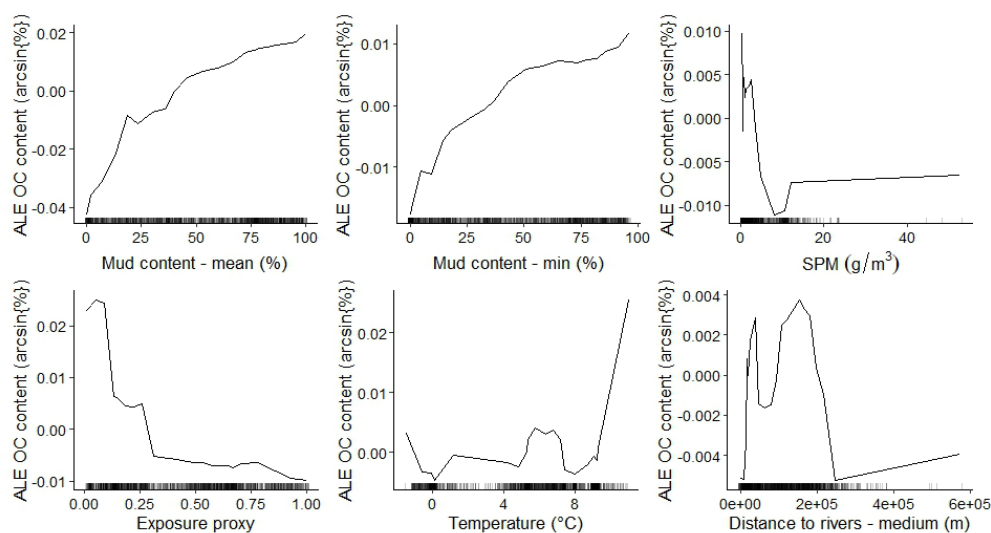 ALE OC content (arcsin{%})
0.02
0.00
-0.02
-0.04
0
25
50
75
100
Mud content - mean (%)
ALE OC content (arcsin{%})
0.01
0.00
-0.01
0
25
50
75
100
Mud content - min (%)
ALE OC content (arcsin{%})
0.010
0.005
0.000
-0.005
-0.010
0
20
40
SPM (g/m³)
ALE OC content (arcsin{%})
0.02
0.01
0.00
-0.01
0.00
0.25
0.50
0.75
1.00
Exposure proxy
ALE OC content (arcsin{%})
0.02
0.01
0.00
0
4
8
Temperature (°C)
ALE OC content (arcsin{%})
0.004
0.002
0.000
-0.002
-0.004
0e+00
2e+05
4e+05
6e+05
Distance to rivers - medium (m)